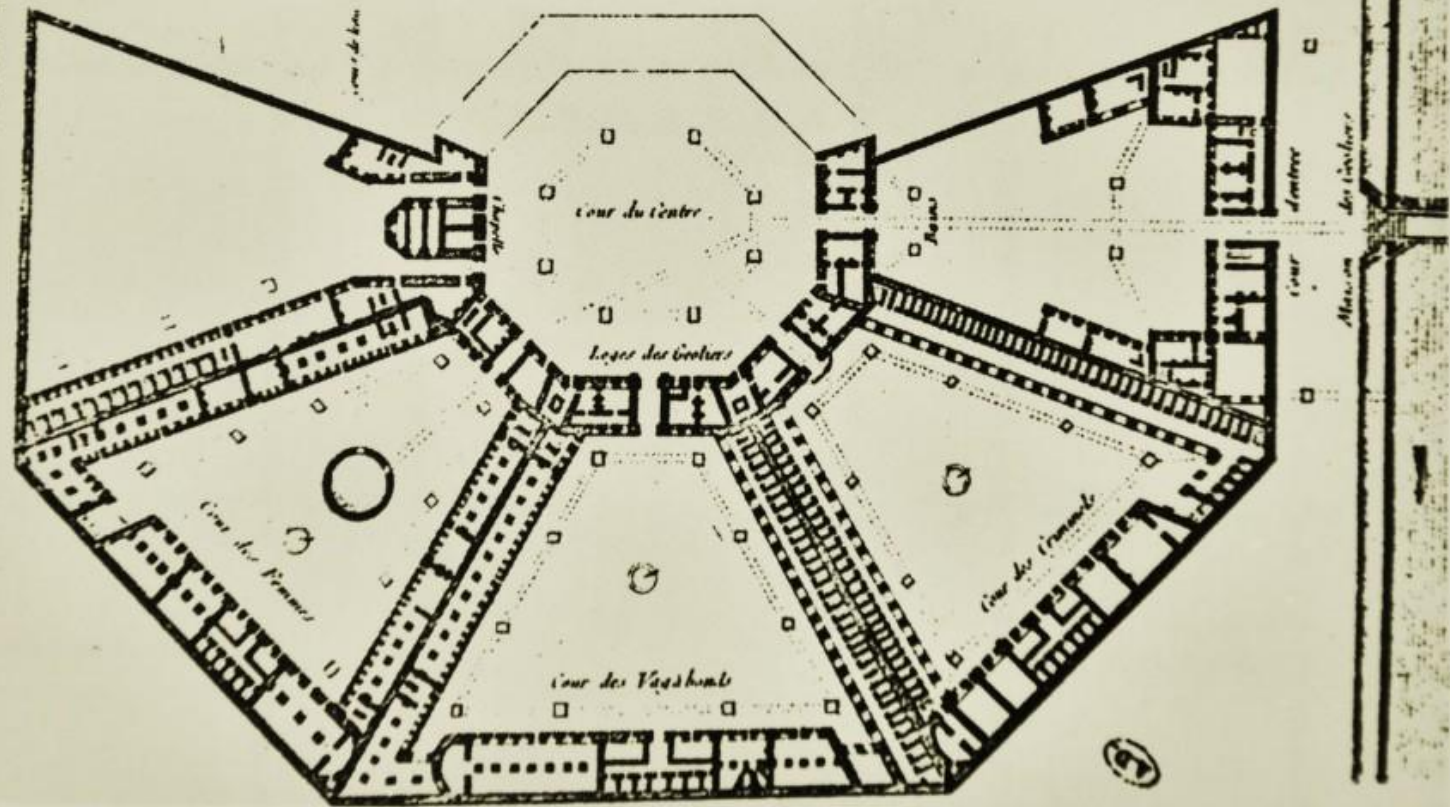 Cour du Centre
Chapelle
Bains
Cour d'entree
Maison des Geoliers
Loges des Geoliers
Cour des Femmes
Cour des Criminels
Cour des Vagabonds